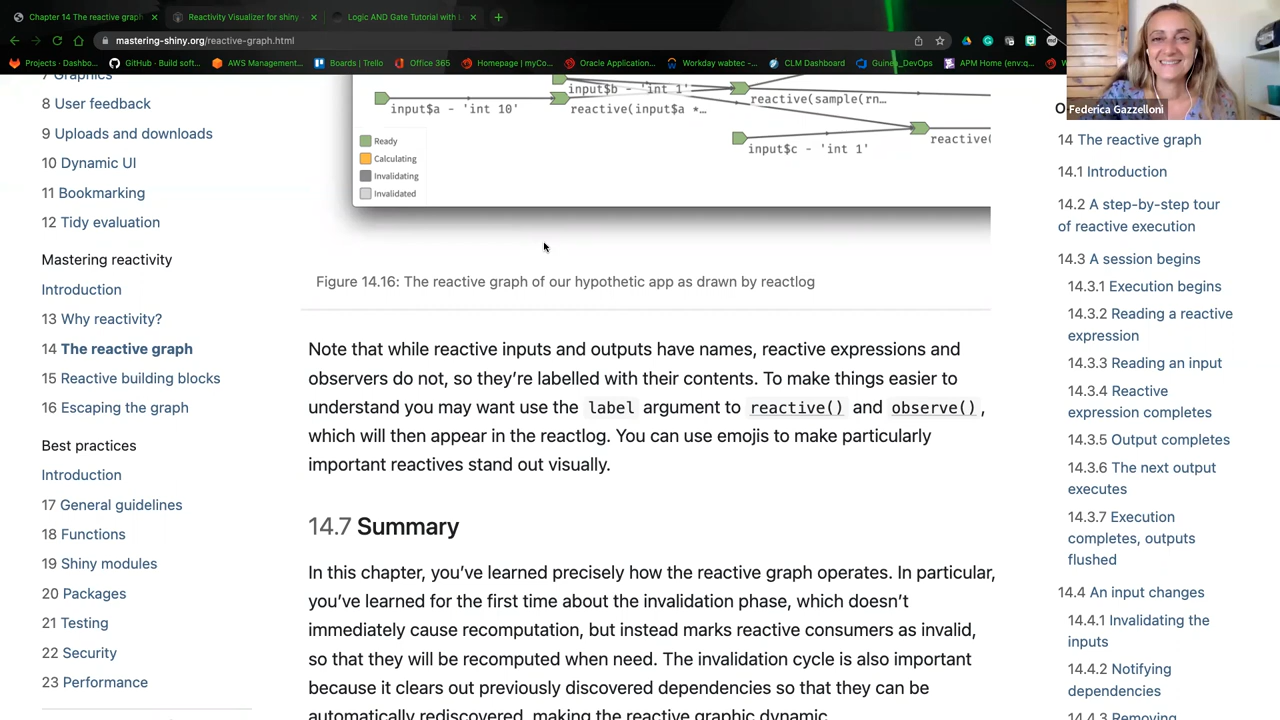 Chapter 14 The reactive graph
Reactivity Visualizer for shiny
Logic AND Gate Tutorial with L
mastering-shiny.org/reactive-graph.html
Projects · Dashbo...
GitHub · Build soft...
AWS Management...
Boards | Trello
Office 365
Homepage | myCo...
Oracle Application...
Workday wabtec -...
CLM Dashboard
Guinea_DevOps
APM Home (env:q...
Federica Gazzelloni
7 Graphics
8 User feedback
9 Uploads and downloads
10 Dynamic UI
11 Bookmarking
12 Tidy evaluation
Mastering reactivity
Introduction
13 Why reactivity?
14 The reactive graph
15 Reactive building blocks
16 Escaping the graph
Best practices
Introduction
17 General guidelines
18 Functions
19 Shiny modules
20 Packages
21 Testing
22 Security
23 Performance
input$b - 'int 1'
reactive(sample(rn…
input$a - 'int 10'
reactive(input$a *…
reactive(
input$c - 'int 1'
Ready
Calculating
Invalidating
Invalidated
Figure 14.16: The reactive graph of our hypothetic app as drawn by reactlog
Note that while reactive inputs and outputs have names, reactive expressions and
observers do not, so they’re labelled with their contents. To make things easier to
understand you may want use the label argument to reactive() and observe(),
which will then appear in the reactlog. You can use emojis to make particularly
important reactives stand out visually.
14.7 Summary
In this chapter, you’ve learned precisely how the reactive graph operates. In particular,
you’ve learned for the first time about the invalidation phase, which doesn’t
immediately cause recomputation, but instead marks reactive consumers as invalid,
so that they will be recomputed when need. The invalidation cycle is also important
because it clears out previously discovered dependencies so that they can be
automatically rediscovered, making the reactive graphic dynamic.
14 The reactive graph
14.1 Introduction
14.2 A step-by-step tour
of reactive execution
14.3 A session begins
14.3.1 Execution begins
14.3.2 Reading a reactive
expression
14.3.3 Reading an input
14.3.4 Reactive
expression completes
14.3.5 Output completes
14.3.6 The next output
executes
14.3.7 Execution
completes, outputs
flushed
14.4 An input changes
14.4.1 Invalidating the
inputs
14.4.2 Notifying
dependencies
14.4.3 Removing